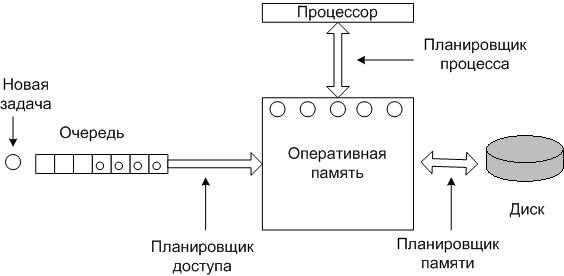 Процессор
Планировщик
процесса
Новая
задача
Очередь
Оперативная
память
Диск
Планировщик
доступа
Планировщик
памяти